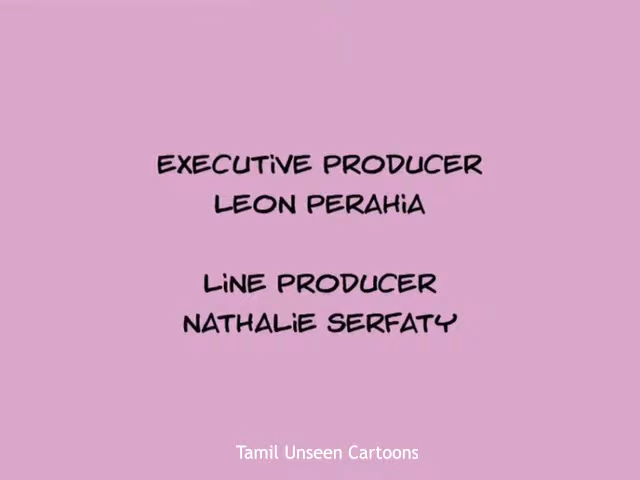 EXECUTiVE PRODUCER
LEON PERAHiA
LiNE PRODUCER
NATHALiE SERFATY
Tamil Unseen Cartoons